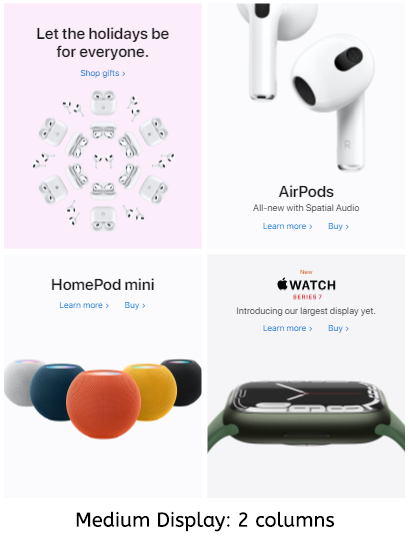 Let the holidays be
for everyone.
Shop gifts >
R
AirPods
All-new with Spatial Audio
Learn more >   Buy >
HomePod mini
Learn more >   Buy >
New
WATCH
SERIES 7
Introducing our largest display yet.
Learn more >   Buy >
Medium Display: 2 columns